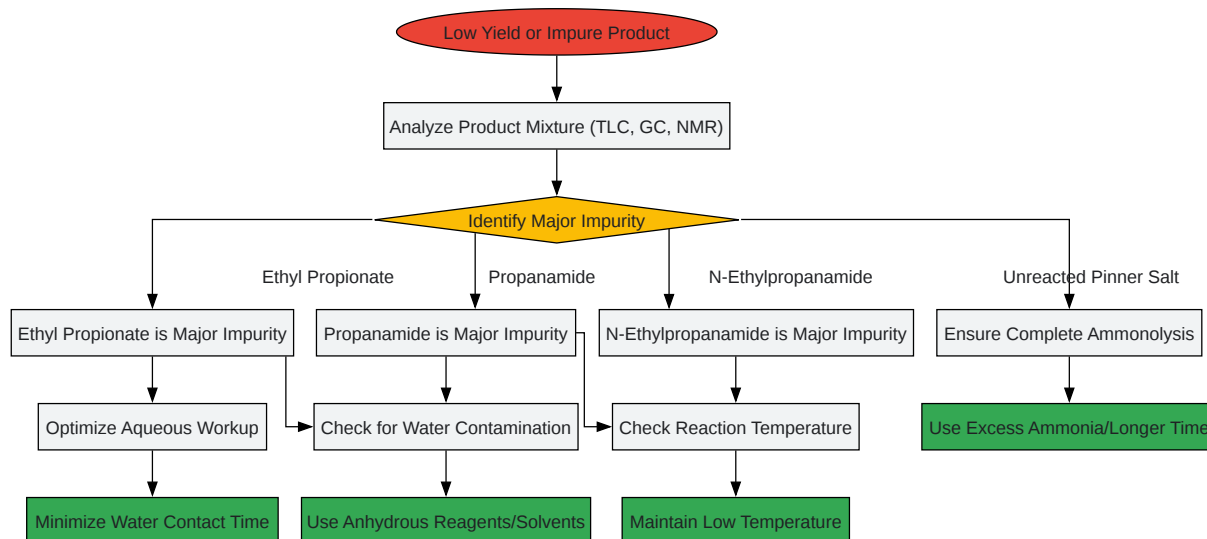 Low Yield or Impure Product
Analyze Product Mixture (TLC, GC, NMR)
Identify Major Impurity
Ethyl Propionate
Propanamide
N-Ethylpropanamide
Unreacted Pinner Salt
Ethyl Propionate is Major Impurity
Propanamide is Major Impurity
N-Ethylpropanamide is Major Impurity
Ensure Complete Ammonolysis
Optimize Aqueous Workup
Check for Water Contamination
Check Reaction Temperature
Use Excess Ammonia/Longer Time
Minimize Water Contact Time
Use Anhydrous Reagents/Solvents
Maintain Low Temperature